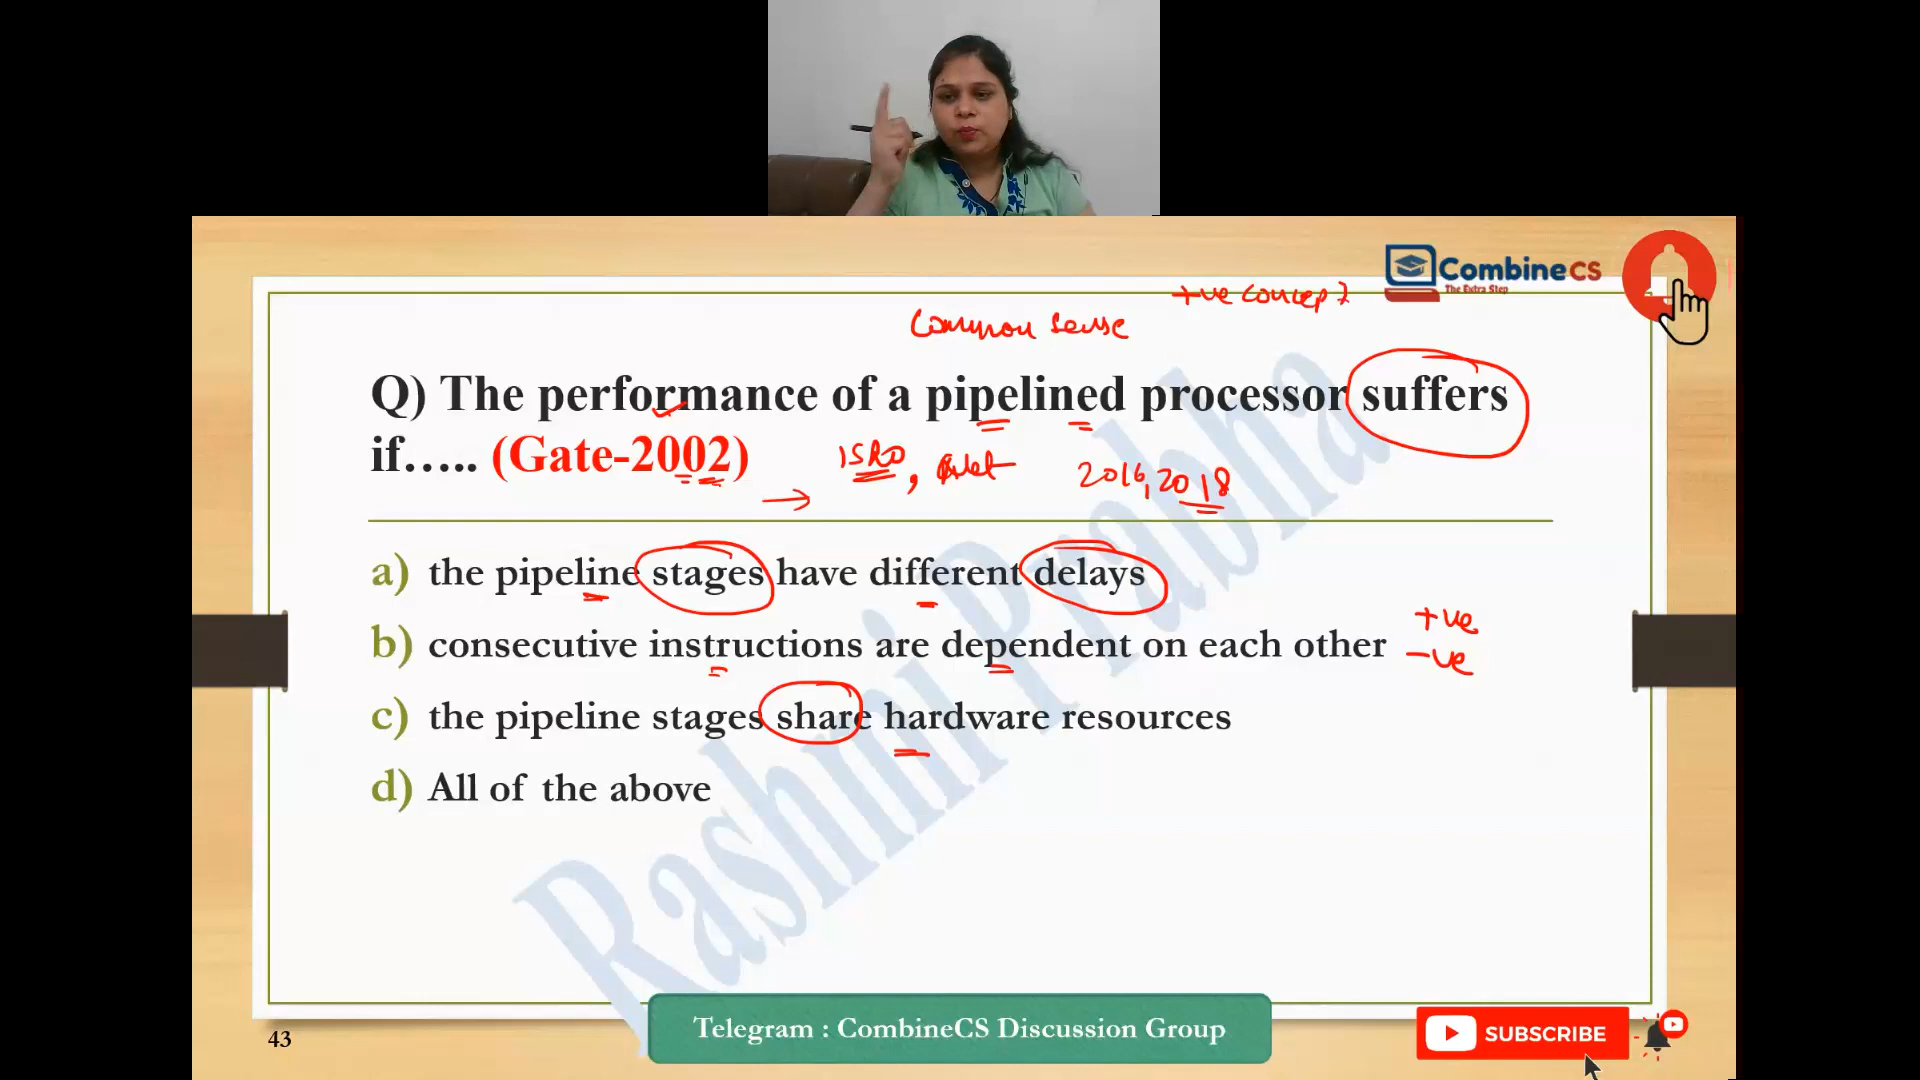 CombineCS
The Extra Step
+ve concept
Common sense
Q) The performance of a pipelined processor suffers
if….. (Gate-2002)
→ ISRO, 2016, 2018
a) the pipeline stages have different delays
b) consecutive instructions are dependent on each other
+ve
-ve
c) the pipeline stages share hardware resources
d) All of the above
Rashmi Prabha
Telegram : CombineCS Discussion Group
43
SUBSCRIBE